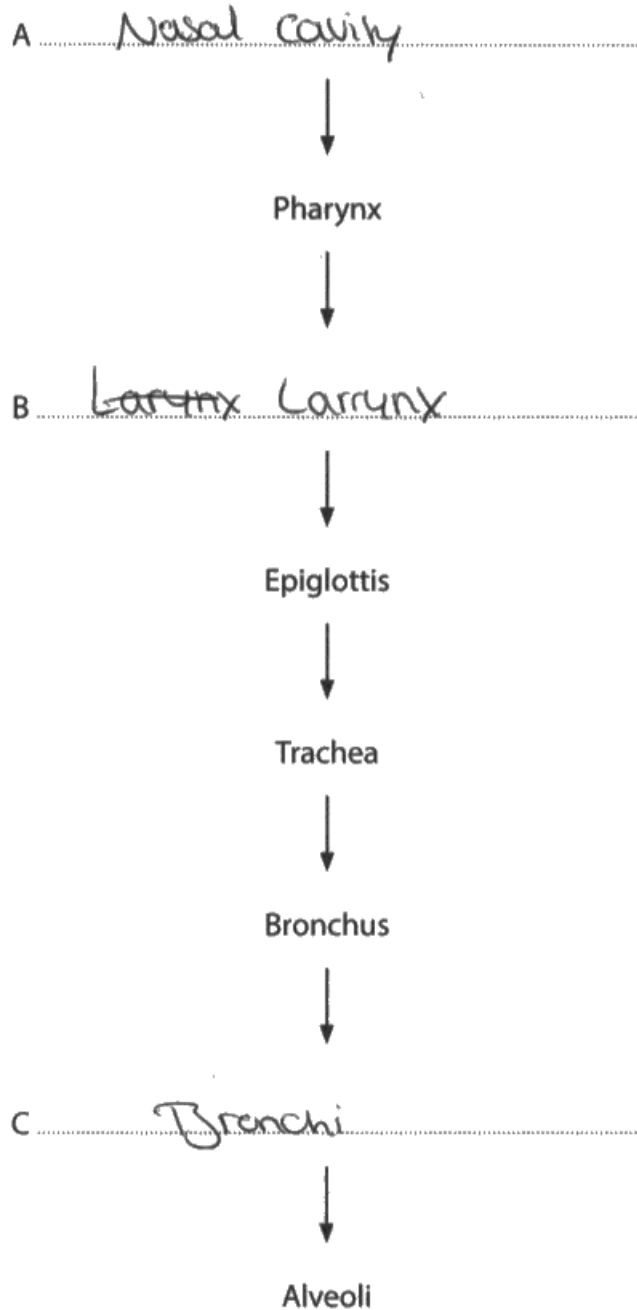 A Nasal cavity
Pharynx
B Larynx Larrynx
Epiglottis
Trachea
Bronchus
C Bronchi
Alveoli